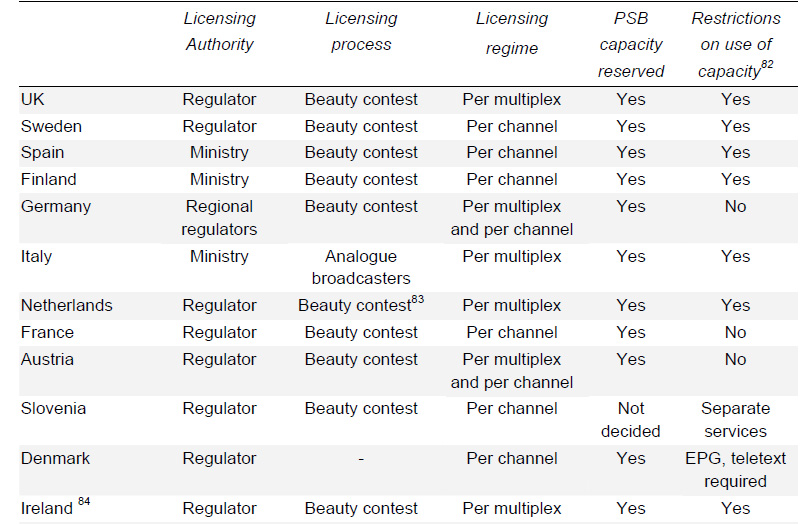 Licensing Authority Licensing process Licensing regime PSB capacity reserved Restrictions on use of capacity82
UK Regulator Beauty contest Per multiplex Yes Yes
Sweden Regulator Beauty contest Per channel Yes Yes
Spain Ministry Beauty contest Per channel Yes Yes
Finland Ministry Beauty contest Per channel Yes Yes
Germany Regional regulators Beauty contest Per multiplex and per channel Yes No
Italy Ministry Analogue broadcasters Per multiplex Yes Yes
Netherlands Regulator Beauty contest83 Per multiplex Yes Yes
France Regulator Beauty contest Per channel Yes No
Austria Regulator Beauty contest Per multiplex and per channel Yes No
Slovenia Regulator Beauty contest Per channel Not decided Separate services
Denmark Regulator - Per channel Yes EPG, teletext required
Ireland 84 Regulator Beauty contest Per multiplex Yes Yes